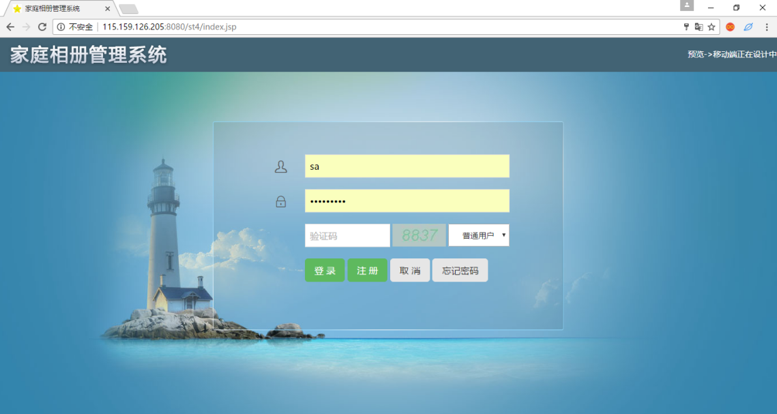 家庭相册管理系统
不安全 | 115.159.126.205:8080/st4/index.jsp
家庭相册管理系统
预览->移动端正在设计中
sa
•••••••••
验证码 8837 普通用户
登 录 注 册 取 消 忘记密码